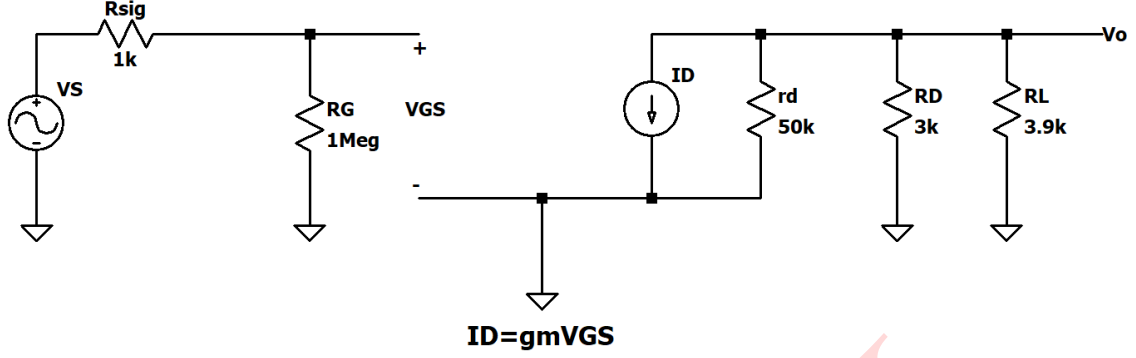 Rsig
1k
VS
+
-
RG
1Meg
+
VGS
-
ID
rd
50k
RD
3k
RL
3.9k
Vo
ID=gmVGS